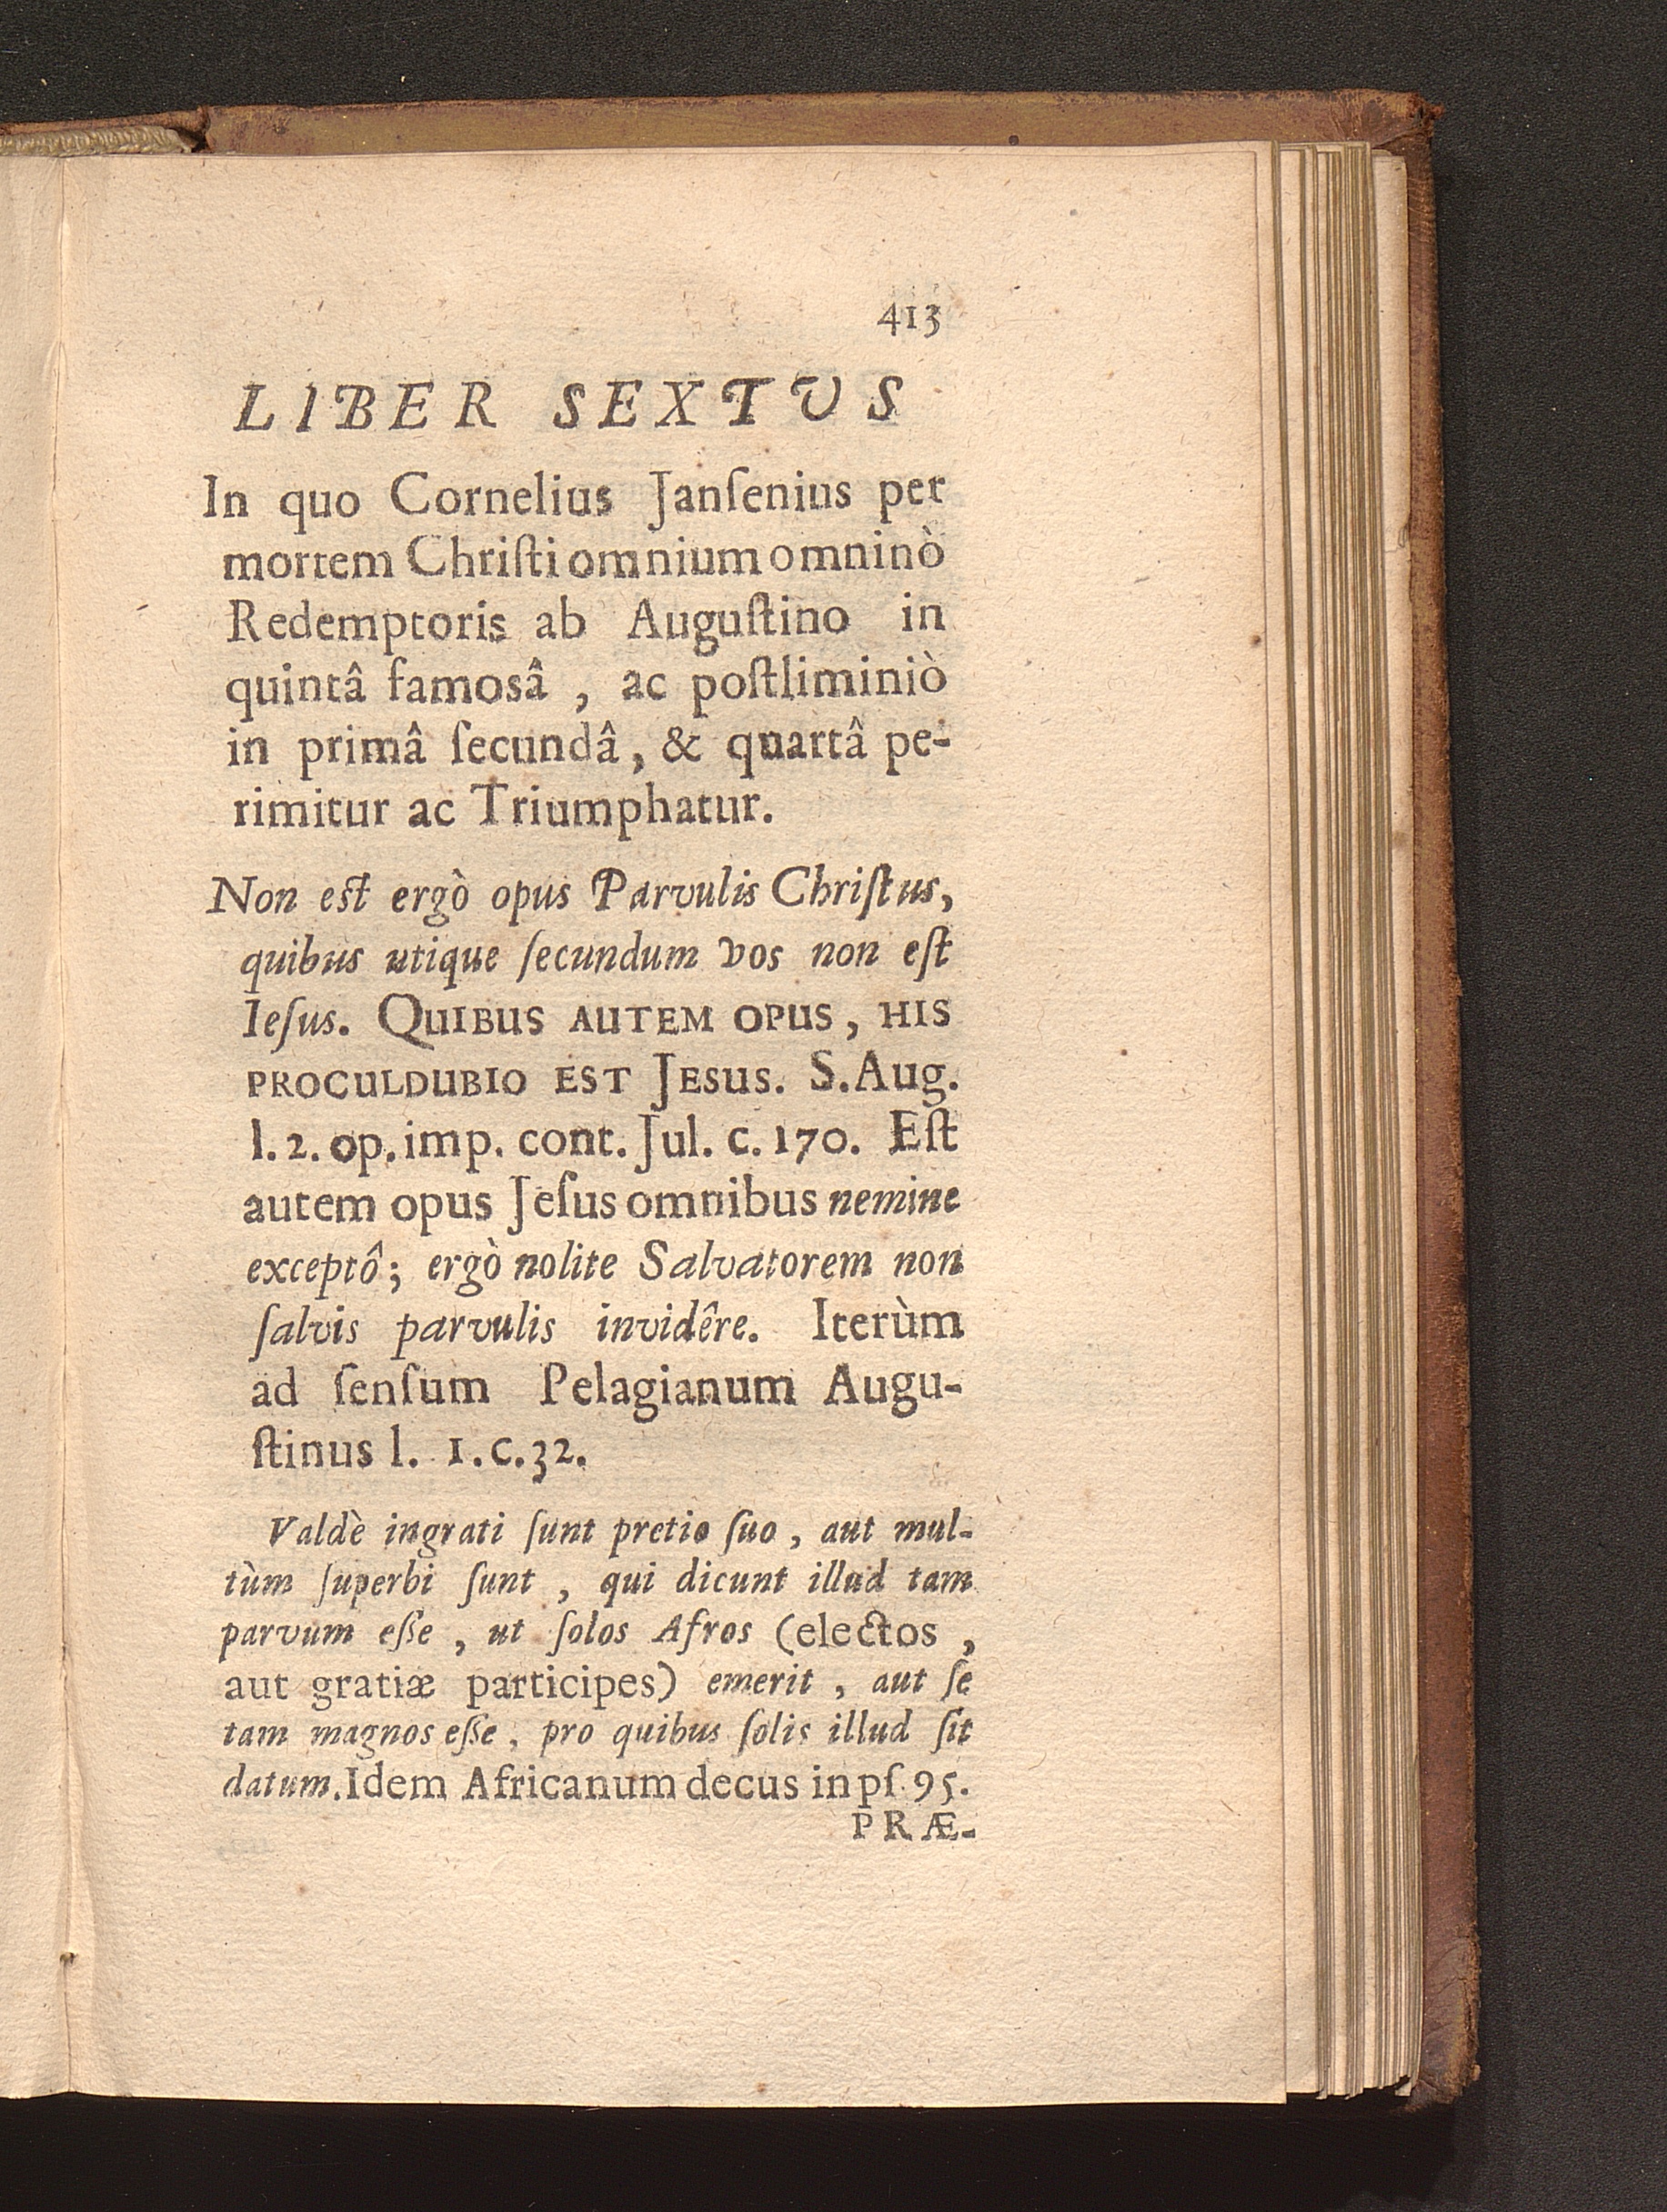 413
LIBER SEXTVS
In quo Cornelius Janſenius per
mortem Chriſti omnium omninò
Redemptoris ab Auguſtino in
quintâ famosâ , ac poſtliminiò
in primâ ſecundâ, & quartâ pe-
rimitur ac Triumphatur.
Non est ergò opus Parvulis Chriſtus,
quibus utique ſecundum vos non eſt
Ieſus. QUIBUS AUTEM OPUS, HIS
PROCULDUBIO EST JESUS. S. Aug.
l. 2. op. imp. cont. Jul. c. 170. Eſt
autem opus Jeſus omnibus nemine
exceptô; ergò nolite Salvatorem non
ſalvis parvulis invidêre. Iterùm
ad ſenſum Pelagianum Augu-
ſtinus l. 1. c. 32.
Valdè ingrati ſunt pretio ſuo, aut mul-
tùm ſuperbi ſunt , qui dicunt illud tam
parvum eſſe , ut ſolos Afros (electos ,
aut gratiæ participes) emerit , aut ſe
tam magnos eſſe, pro quibus ſolis illud ſit
datum. Idem Africanum decus in pſ. 95.
PRÆ-